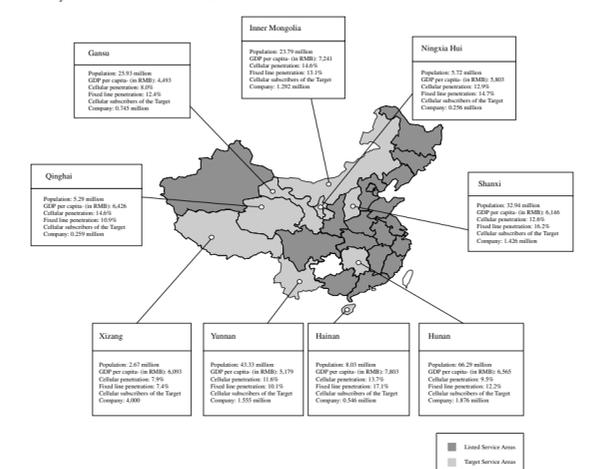 Inner Mongolia
Population: 23.79 million
GDP per capita- (in RMB): 7,241
Cellular penetration: 14.6%
Fixed line penetration: 13.1%
Cellular subscribers of the Target
Company: 1.292 million
Gansu
Population: 25.93 million
GDP per capita- (in RMB): 4,493
Cellular penetration: 8.0%
Fixed line penetration: 12.4%
Cellular subscribers of the Target
Company: 0.745 million
Ningxia Hui
Population: 5.72 million
GDP per capita- (in RMB): 5,803
Cellular penetration: 12.9%
Fixed line penetration: 14.7%
Cellular subscribers of the Target
Company: 0.256 million
Qinghai
Population: 5.29 million
GDP per capita- (in RMB): 6,426
Cellular penetration: 14.6%
Fixed line penetration: 10.9%
Cellular subscribers of the Target
Company: 0.259 million
Shanxi
Population: 32.94 million
GDP per capita- (in RMB): 6,146
Cellular penetration: 12.8%
Fixed line penetration: 16.2%
Cellular subscribers of the Target
Company: 1.426 million
Xizang
Population: 2.67 million
GDP per capita- (in RMB): 6,093
Cellular penetration: 7.9%
Fixed line penetration: 7.4%
Cellular subscribers of the Target
Company: 4,000
Yunnan
Population: 43.33 million
GDP per capita- (in RMB): 5,179
Cellular penetration: 11.6%
Fixed line penetration: 10.1%
Cellular subscribers of the Target
Company: 1.555 million
Hainan
Population: 8.03 million
GDP per capita- (in RMB): 7,803
Cellular penetration: 13.7%
Fixed line penetration: 17.1%
Cellular subscribers of the Target
Company: 0.546 million
Hunan
Population: 66.29 million
GDP per capita- (in RMB): 6,565
Cellular penetration: 9.5%
Fixed line penetration: 12.2%
Cellular subscribers of the Target
Company: 1.876 million
Listed Service Areas
Target Service Areas